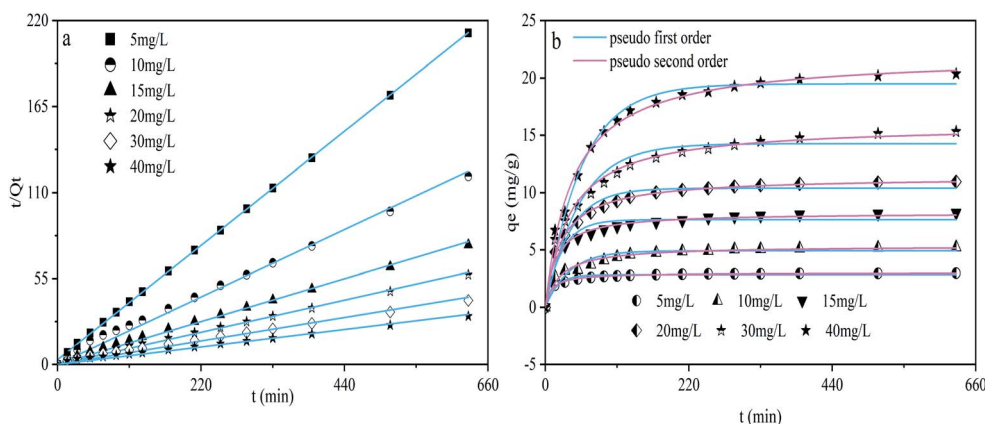 a
220
165
110
55
0
t/Qt
5mg/L
10mg/L
15mg/L
20mg/L
30mg/L
40mg/L
0 220 440 660
t (min)
b
25
20
15
10
5
0
-5
qe (mg/g)
pseudo first order
pseudo second order
5mg/L 10mg/L 15mg/L
20mg/L 30mg/L 40mg/L
0 220 440 660
t (min)